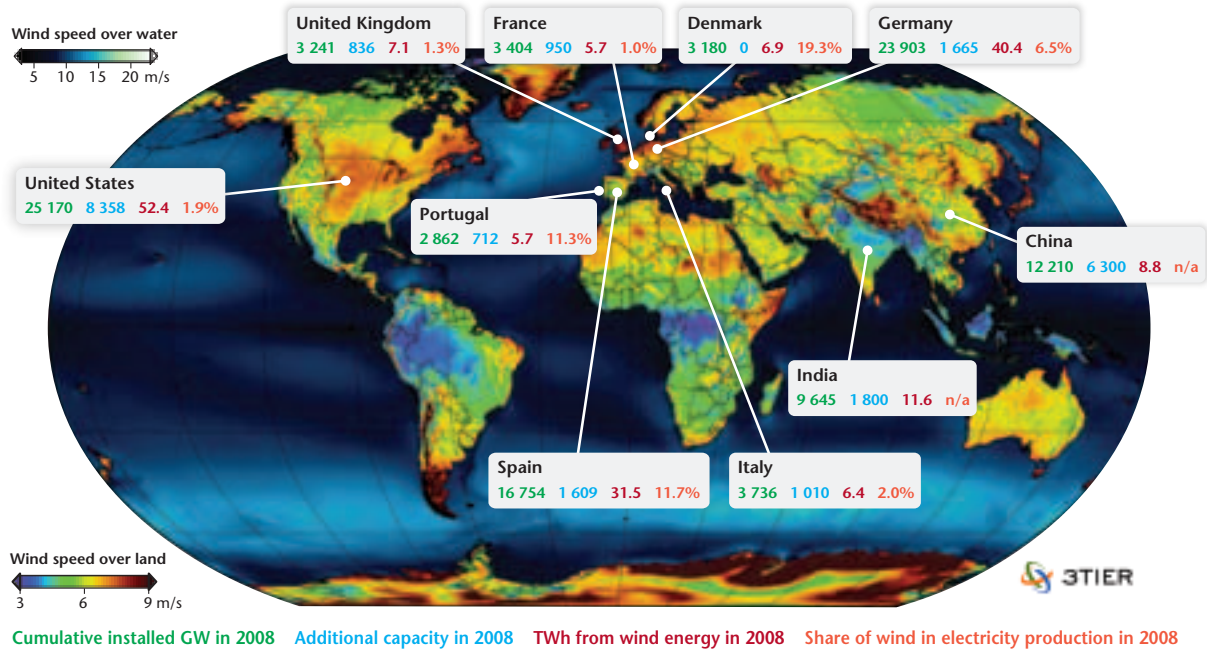 Wind speed over water
5 10 15 20 m/s
United Kingdom
3 241 836 7.1 1.3%
France
3 404 950 5.7 1.0%
Denmark
3 180 0 6.9 19.3%
Germany
23 903 1 665 40.4 6.5%
United States
25 170 8 358 52.4 1.9%
Portugal
2 862 712 5.7 11.3%
China
12 210 6 300 8.8 n/a
India
9 645 1 800 11.6 n/a
Spain
16 754 1 609 31.5 11.7%
Italy
3 736 1 010 6.4 2.0%
Wind speed over land
3 6 9 m/s
3TIER
Cumulative installed GW in 2008 Additional capacity in 2008 TWh from wind energy in 2008 Share of wind in electricity production in 2008